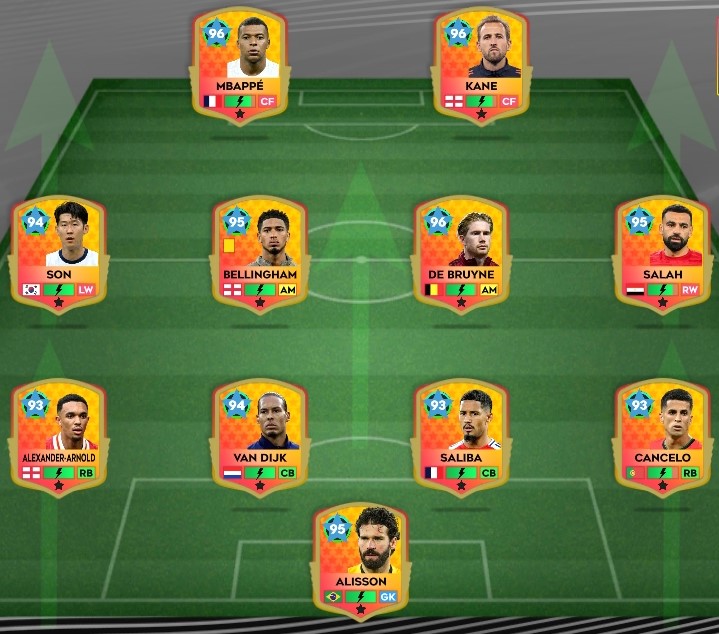 96
MBAPPÉ
CF
96
KANE
CF
94
SON
LW
95
BELLINGHAM
AM
96
DE BRUYNE
AM
95
SALAH
RW
93
ALEXANDER-ARNOLD
RB
94
VAN DIJK
CB
93
SALIBA
CB
93
CANCELO
RB
95
ALISSON
GK